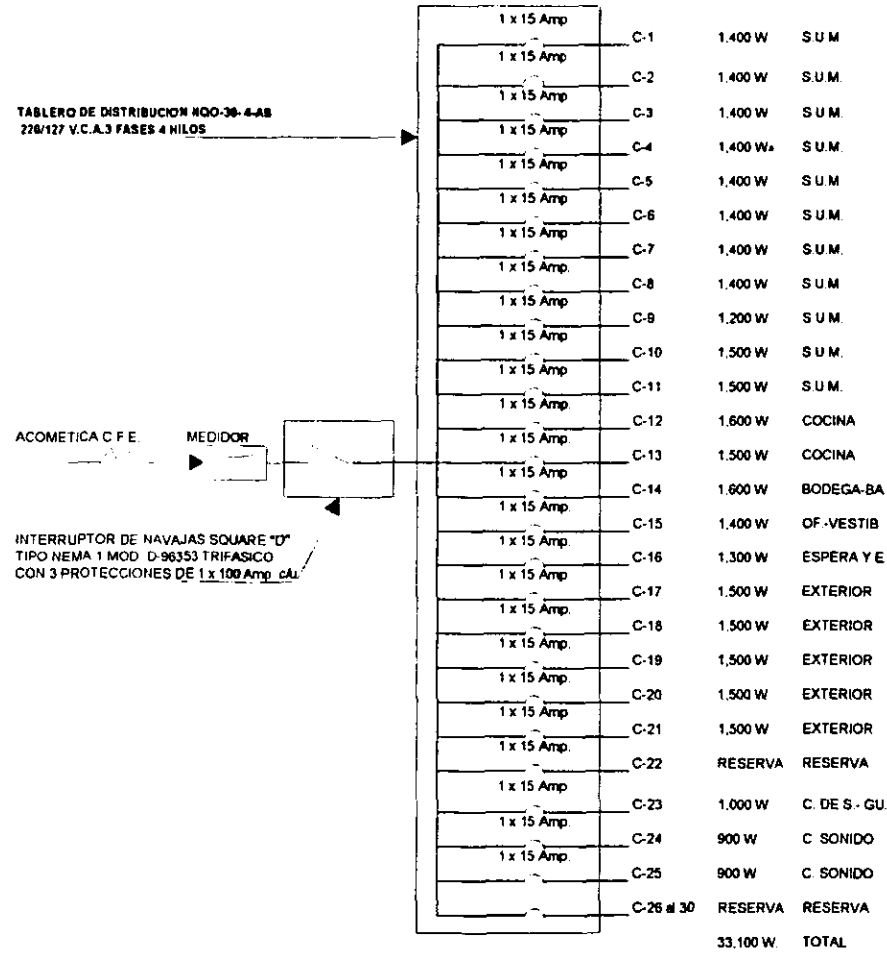 1 x 15 Amp
C-1 1,400 W S.U.M
1 x 15 Amp
C-2 1,400 W S.U.M.
1 x 15 Amp
TABLERO DE DISTRIBUCION NQO-30-4-AB
C-3 1,400 W S.U.M.
1 x 15 Amp
220/127 V.C.A.3 FASES 4 HILOS
C-4 1,400 W. S.U.M.
1 x 15 Amp
C-5 1,400 W S.U.M
1 x 15 Amp
C-6 1,400 W S.U.M.
1 x 15 Amp
C-7 1,400 W S.U.M.
1 x 15 Amp.
C-8 1,400 W S.U.M
1 x 15 Amp
C-9 1,200 W S U M.
1 x 15 Amp
C-10 1,500 W S U M.
1 x 15 Amp
C-11 1,500 W S.U.M.
1 x 15 Amp.
C-12 1,600 W COCINA
ACOMETICA C F E. MEDIDOR
1 x 15 Amp.
C-13 1,500 W COCINA
1 x 15 Amp.
C-14 1,600 W BODEGA-BA
1 x 15 Amp.
C-15 1,400 W OF.-VESTIB
INTERRUPTOR DE NAVAJAS SQUARE "D"
1 x 15 Amp.
TIPO NEMA 1 MOD D-96353 TRIFASICO
C-16 1,300 W ESPERA Y E
CON 3 PROTECCIONES DE 1 x 100 Amp. c/u.
1 x 15 Amp.
C-17 1,500 W EXTERIOR
1 x 15 Amp.
C-18 1,500 W EXTERIOR
1 x 15 Amp.
C-19 1,500 W EXTERIOR
1 x 15 Amp.
C-20 1,500 W EXTERIOR
1 x 15 Amp
C-21 1,500 W EXTERIOR
1 x 15 Amp.
C-22 RESERVA RESERVA
1 x 15 Amp
C-23 1,000 W C. DE S.- GU.
1 x 15 Amp.
C-24 900 W C SONIDO
1 x 15 Amp.
C-25 900 W C. SONIDO
C-26 al 30 RESERVA RESERVA
33,100 W. TOTAL